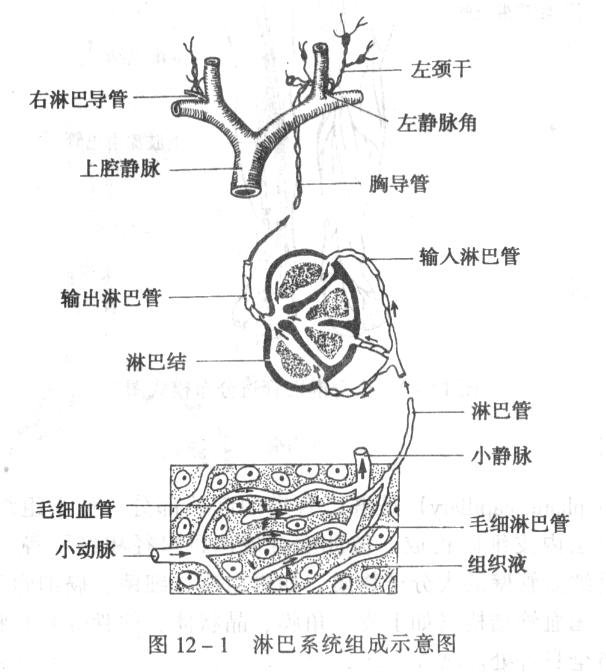 左颈干
右淋巴导管
左静脉角
上腔静脉
胸导管
输入淋巴管
输出淋巴管
淋巴结
淋巴管
小静脉
毛细血管
毛细淋巴管
小动脉
组织液
图 12-1 淋巴系统组成示意图